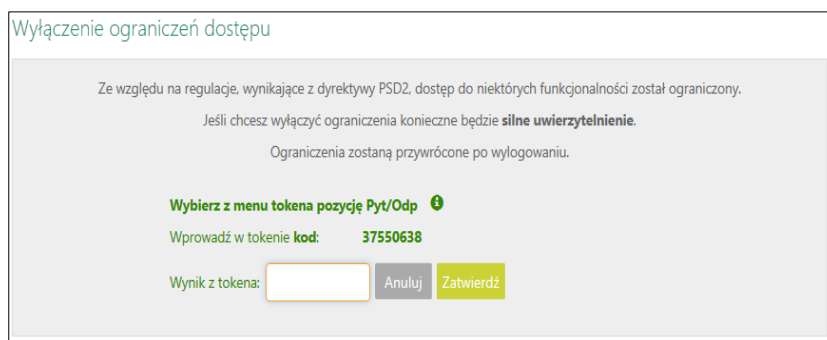 Wyłączenie ograniczeń dostępu
Ze względu na regulacje, wynikające z dyrektywy PSD2, dostęp do niektórych funkcjonalności został ograniczony.
Jeśli chcesz wyłączyć ograniczenia konieczne będzie silne uwierzytelnienie.
Ograniczenia zostaną przywrócone po wylogowaniu.
Wybierz z menu tokena pozycję Pyt/Odp
Wprowadź w tokenie kod: 37550638
Wynik z tokena: Anuluj Zatwierdź